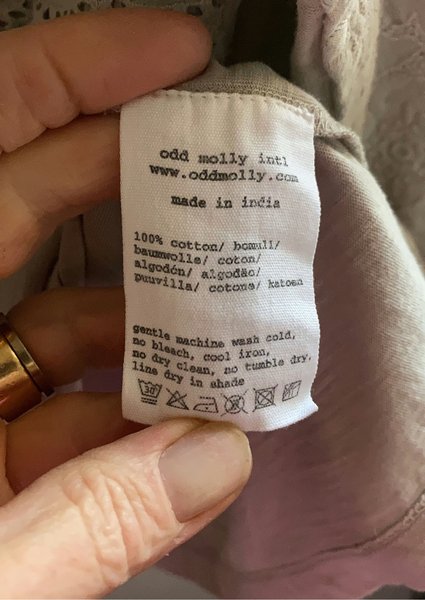 odd molly intl
www.oddmolly.com
made in india
100% cotton/ bomull/
baumwolle/ coton/
algodón/ algodão/
puuvilla/ cotone/ katoen
gentle machine wash cold,
no bleach, cool iron,
no dry clean, no tumble dry,
line dry in shade
30